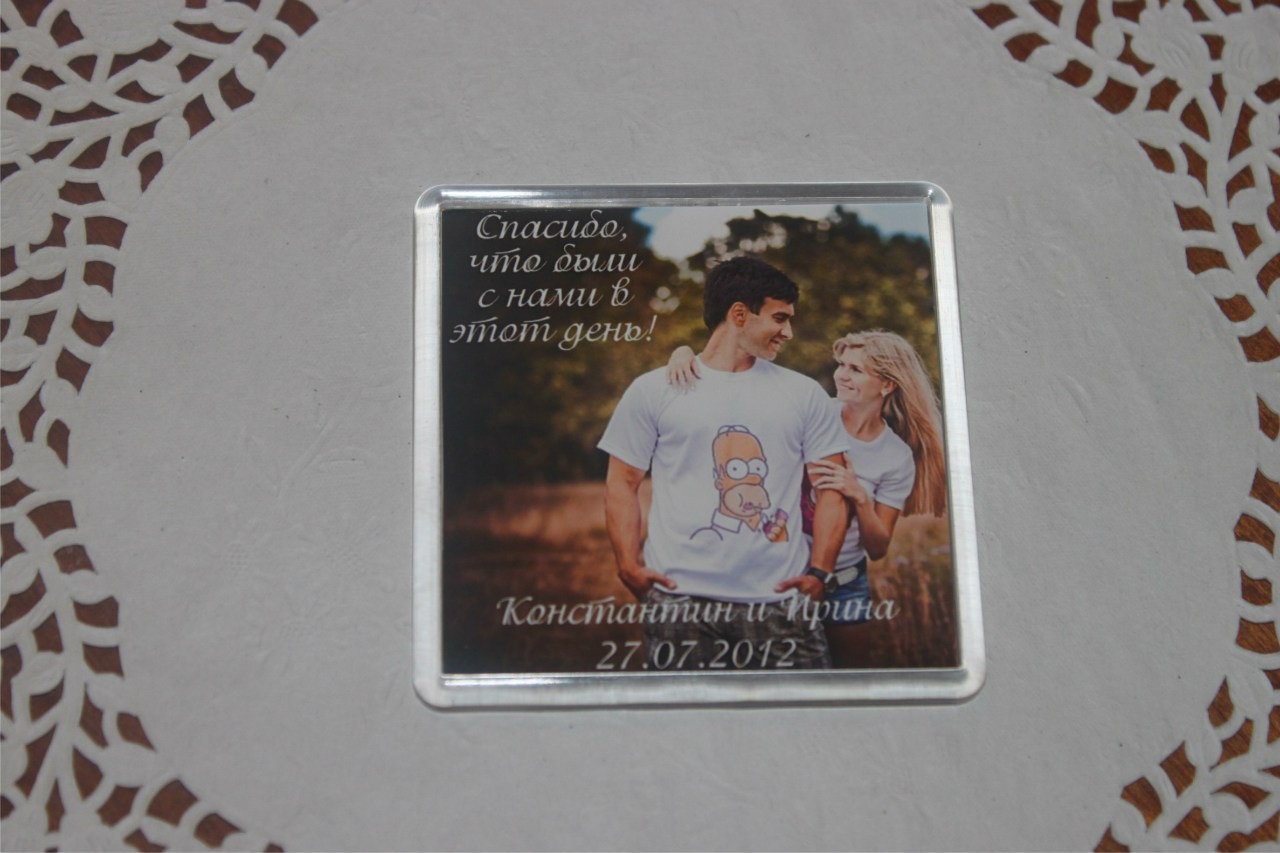 Спасибо,
что были
с нами в
этот день!
Константин и Ирина
27.07.2012